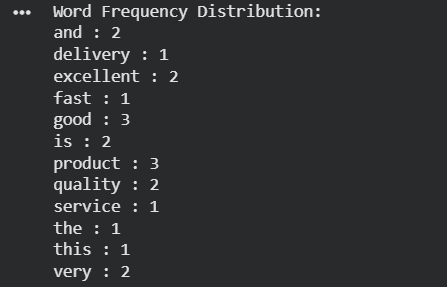 Word Frequency Distribution:
and : 2
delivery : 1
excellent : 2
fast : 1
good : 3
is : 2
product : 3
quality : 2
service : 1
the : 1
this : 1
very : 2